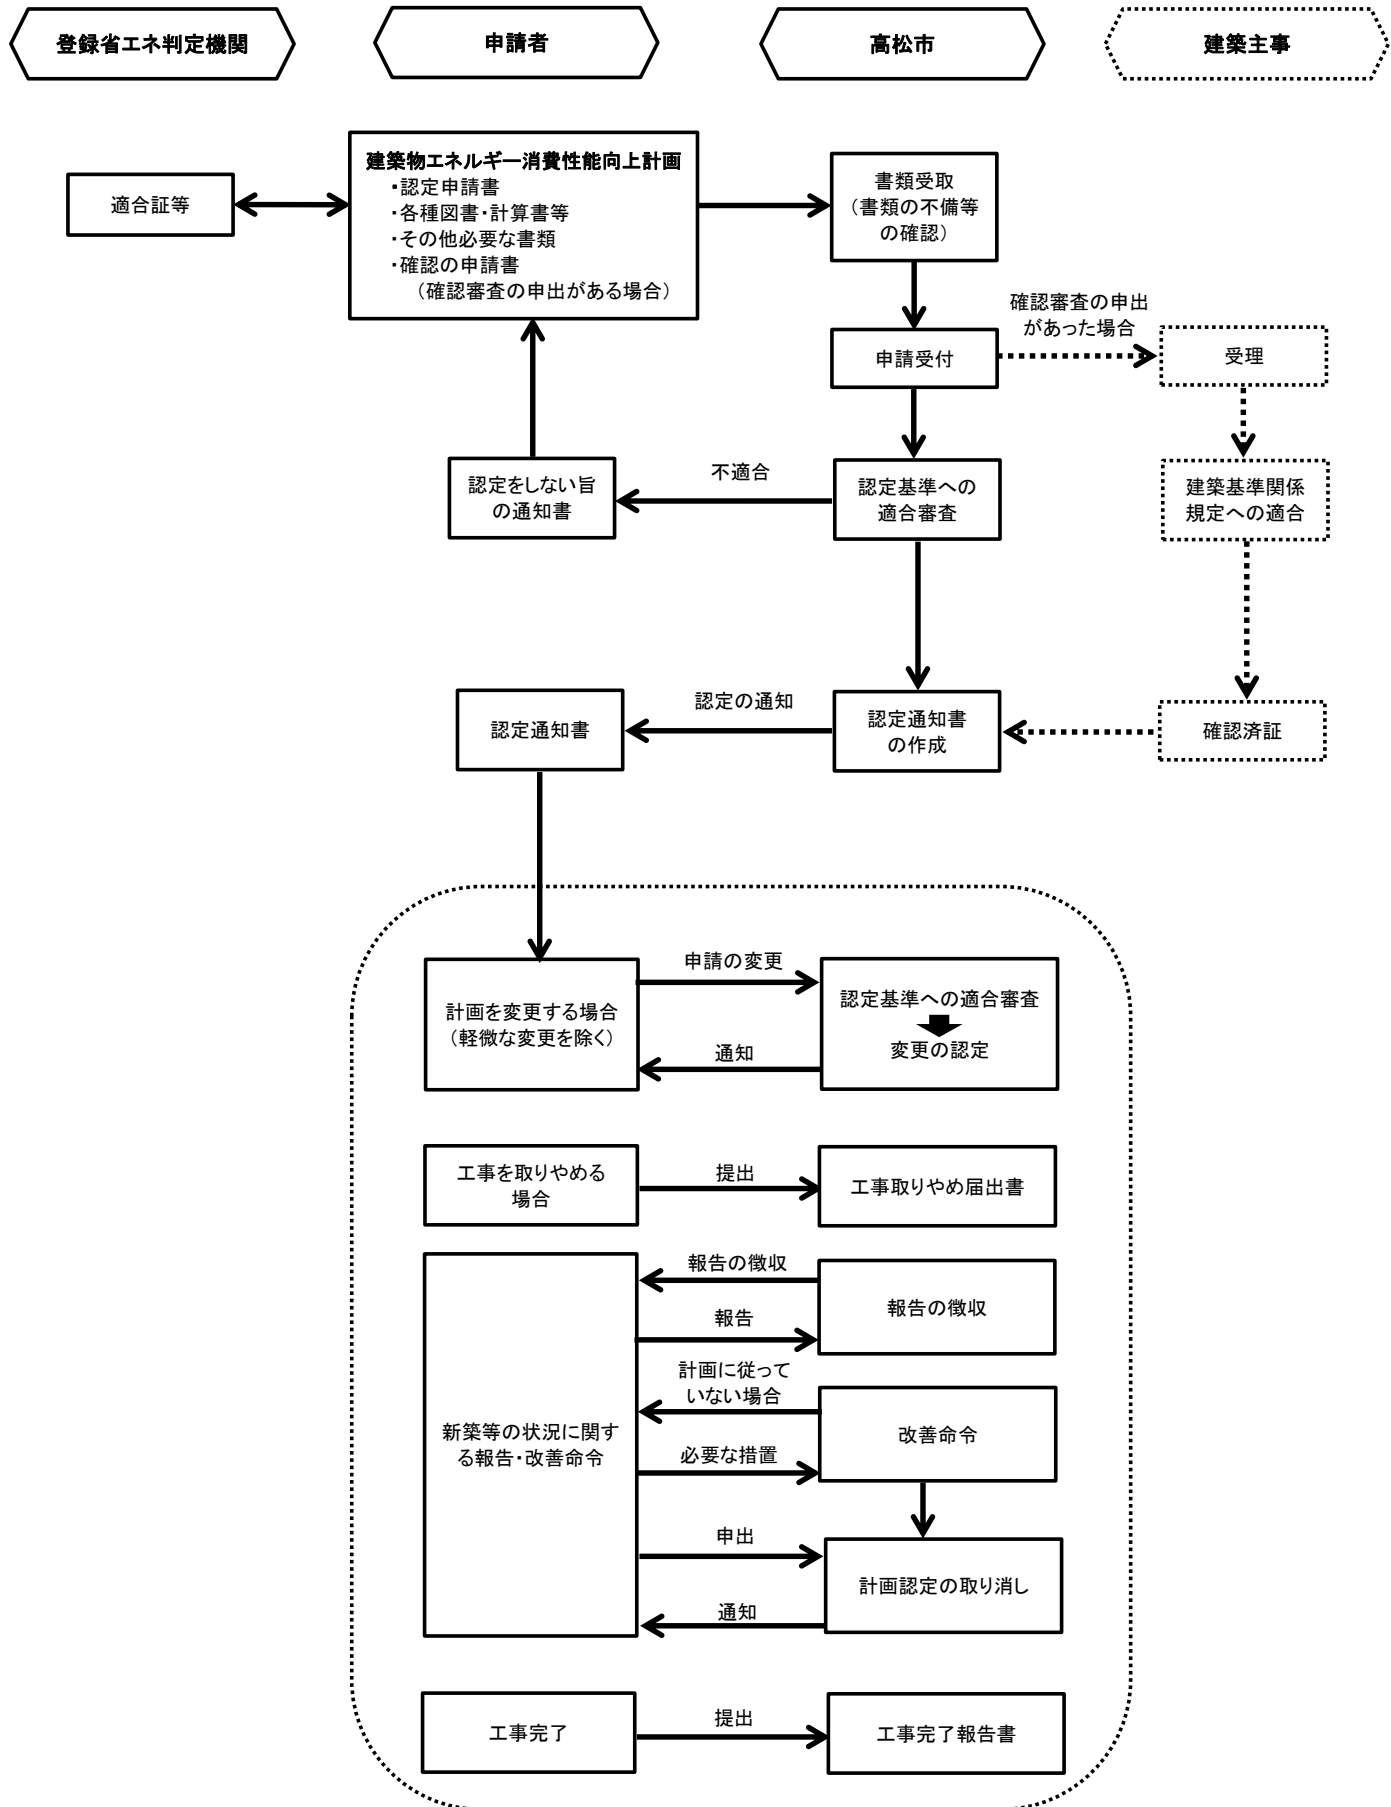 登録省エネ判定機関
申請者
高松市
建築主事
適合証等
建築物エネルギー消費性能向上計画
・認定申請書
・各種図書・計算書等
・その他必要な書類
・確認の申請書
（確認審査の申出がある場合）
書類受取
（書類の不備等
の確認）
確認審査の申出
があった場合
申請受付
受理
認定をしない旨
の通知書
不適合
認定基準への
適合審査
建築基準関係
規定への適合
認定通知書
認定の通知
認定通知書
の作成
確認済証
計画を変更する場合
（軽微な変更を除く）
申請の変更
通知
認定基準への適合審査
変更の認定
工事を取りやめる
場合
提出
工事取りやめ届出書
新築等の状況に関す
る報告・改善命令
報告の徴収
報告
報告の徴収
計画に従って
いない場合
必要な措置
改善命令
申出
通知
計画認定の取り消し
工事完了
提出
工事完了報告書